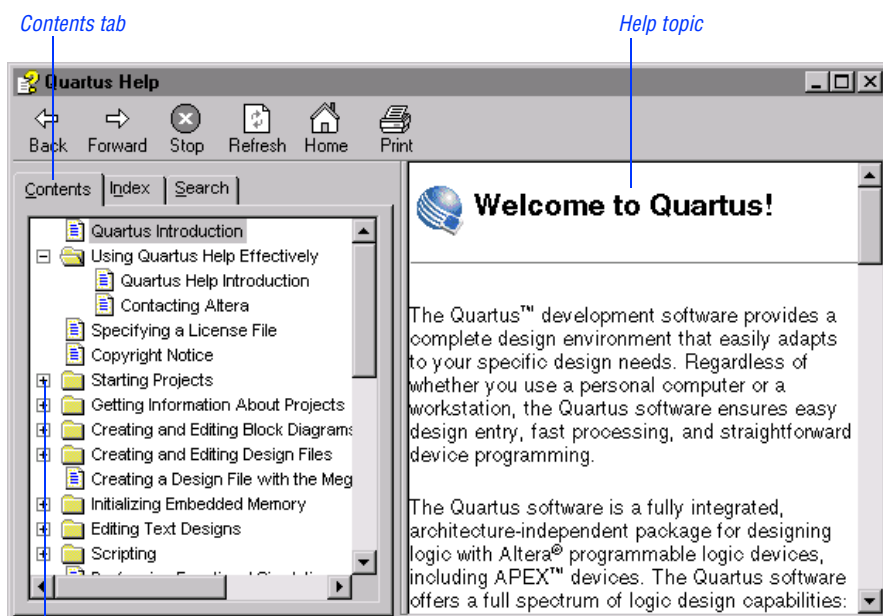 Contents tab
Help topic
Quartus Help
Back Forward Stop Refresh Home Print
Contents Index Search
Quartus Introduction
Using Quartus Help Effectively
Quartus Help Introduction
Contacting Altera
Specifying a License File
Copyright Notice
Starting Projects
Getting Information About Projects
Creating and Editing Block Diagrams
Creating and Editing Design Files
Creating a Design File with the Meg
Initializing Embedded Memory
Editing Text Designs
Scripting
Welcome to Quartus!
The Quartus™ development software provides a
complete design environment that easily adapts
to your specific design needs. Regardless of
whether you use a personal computer or a
workstation, the Quartus software ensures easy
design entry, fast processing, and straightforward
device programming.
The Quartus software is a fully integrated,
architecture-independent package for designing
logic with Altera® programmable logic devices,
including APEX™ devices. The Quartus software
offers a full spectrum of logic design capabilities: